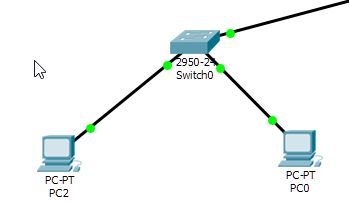 2950-24
Switch0
PC-PT
PC2
PC-PT
PC0